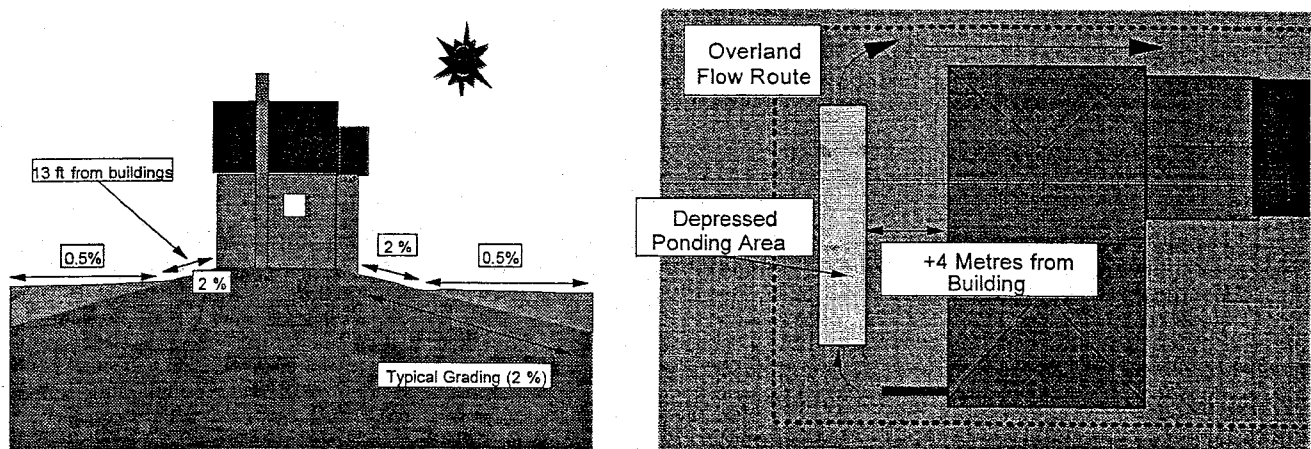 13 ft from buildings
0.5%
2 %
2 %
0.5%
Typical Grading (2 %)
Overland
Flow Route
Depressed
Ponding Area
+4 Metres from
Building